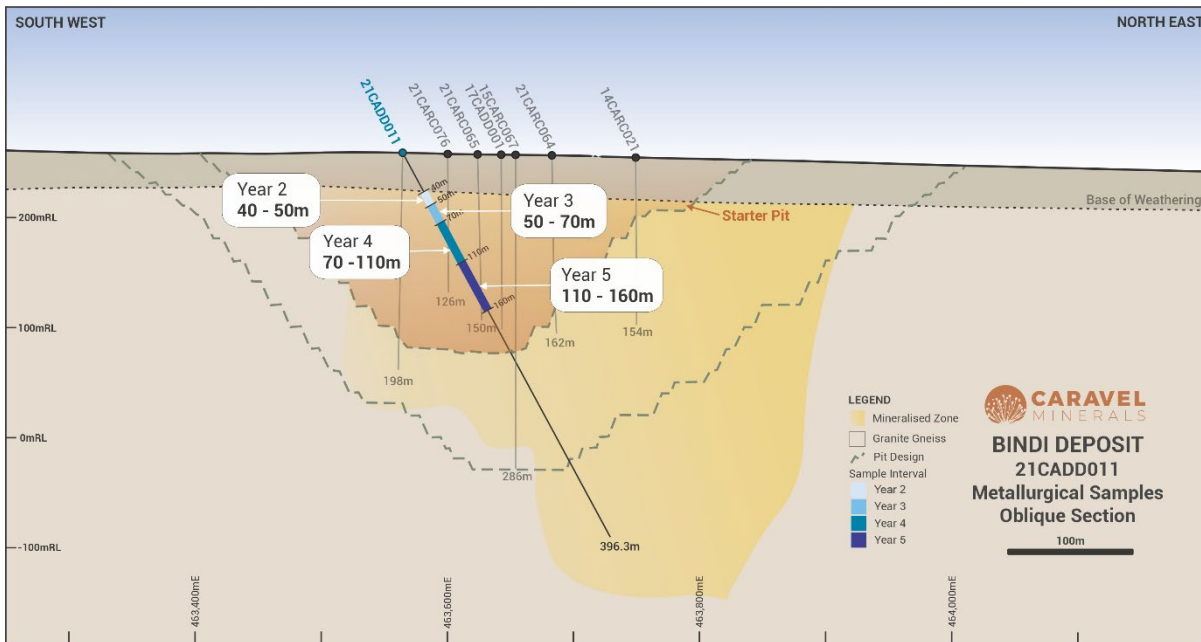 SOUTH WEST
NORTH EAST
21CADD011
21CARC076
21CARC065
17CADD001
15CARC067
21CARC064
14CARC021
Year 2
40 - 50m
40m
50m
70m
Year 3
50 - 70m
Starter Pit
Base of Weathering
200mRL
Year 4
70 -110m
110m
Year 5
110 - 160m
160m
126m
150m
154m
162m
100mRL
198m
286m
396.3m
0mRL
-100mRL
LEGEND
Mineralised Zone
Granite Gneiss
Pit Design
Sample Interval
Year 2
Year 3
Year 4
Year 5
CARAVEL
MINERALS
BINDI DEPOSIT
21CADD011
Metallurgical Samples
Oblique Section
100m
463,400mE
463,600mE
463,800mE
464,000mE